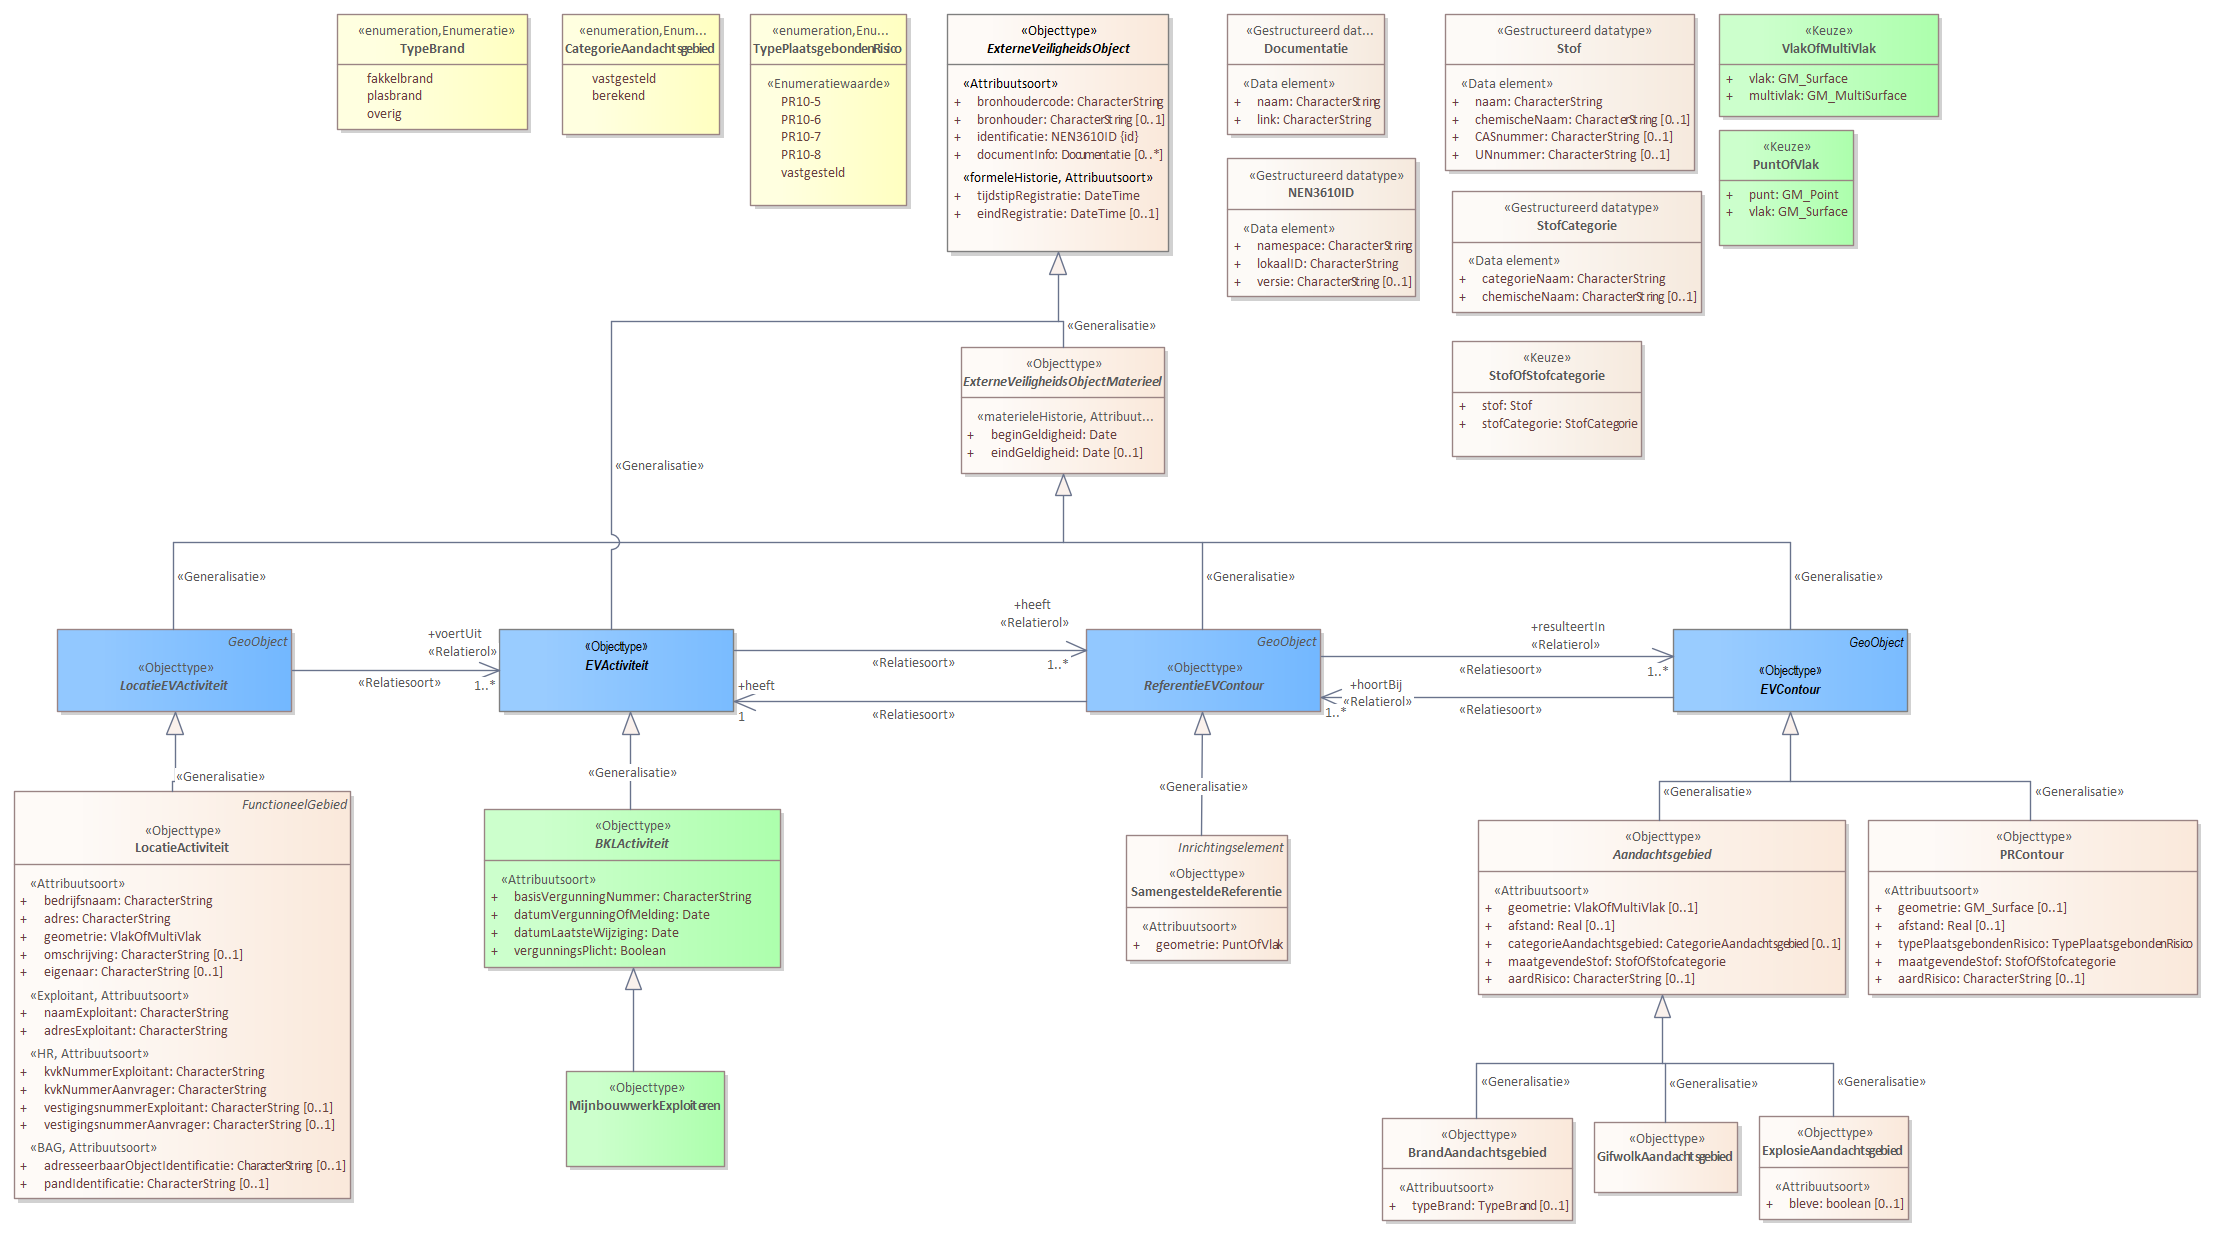 «enumeration,Enumeratie»
TypeBrand
fakkelbrand
plasbrand
overig
«enumeration,Enum...
CategorieAandachtsgebied
vastgesteld
berekend
«enumeration,Enu...
TypePlaatsgebondenRisico
«Enumeratiewaarde»
PR10-5
PR10-6
PR10-7
PR10-8
vastgesteld
«Objecttype»
ExterneVeiligheidsObject
«Attribuutsoort»
+ bronhoudercode: CharacterString
+ bronhouder: CharacterString [0..1]
+ identificatie: NEN3610ID {id}
+ documentInfo: Documentatie [0..*]
«formeleHistorie, Attribuutsoort»
+ tijdstipRegistratie: DateTime
+ eindRegistratie: DateTime [0..1]
«Gestructureerd dat...
Documentatie
«Data element»
+ naam: CharacterString
+ link: CharacterString
«Gestructureerd datatype»
NEN3610ID
«Data element»
+ namespace: CharacterString
+ lokaalID: CharacterString
+ versie: CharacterString [0..1]
«Gestructureerd datatype»
Stof
«Data element»
+ naam: CharacterString
+ chemischeNaam: CharacterString [0..1]
+ CASnummer: CharacterString [0..1]
+ UNnummer: CharacterString [0..1]
«Gestructureerd datatype»
StofCategorie
«Data element»
+ categorieNaam: CharacterString
+ chemischeNaam: CharacterString [0..1]
«Keuze»
StofOfStofcategorie
+ stof: Stof
+ stofCategorie: StofCategorie
«Keuze»
VlakOfMultiVlak
+ vlak: GM_Surface
+ multivlak: GM_MultiSurface
«Keuze»
PuntOfVlak
+ punt: GM_Point
+ vlak: GM_Surface
«Generalisatie»
«Objecttype»
ExterneVeiligheidsObjectMaterieel
«materieleHistorie, Attribuut...
+ beginGeldigheid: Date
+ eindGeldigheid: Date [0..1]
«Generalisatie»
«Generalisatie»
«Generalisatie»
«Generalisatie»
GeoObject
«Objecttype»
LocatieEVActiviteit
+voertUit
«Relatierol»
«Relatiesoort»
1..*
«Objecttype»
EVActiviteit
+heeft
«Relatierol»
«Relatiesoort»
1..*
+heeft
1
«Relatiesoort»
GeoObject
«Objecttype»
ReferentieEVContour
+resulteertIn
«Relatierol»
«Relatiesoort»
1..*
+hoortBij
«Relatierol»
1..*
«Relatiesoort»
GeoObject
«Objecttype»
EVContour
«Generalisatie»
«Generalisatie»
«Generalisatie»
«Generalisatie»
«Generalisatie»
FunctioneelGebied
«Objecttype»
LocatieActiviteit
«Attribuutsoort»
+ bedrijfsnaam: CharacterString
+ adres: CharacterString
+ geometrie: VlakOfMultiVlak
+ omschrijving: CharacterString [0..1]
+ eigenaar: CharacterString [0..1]
«Exploitant, Attribuutsoort»
+ naamExploitant: CharacterString
+ adresExploitant: CharacterString
«HR, Attribuutsoort»
+ kvkNummerExploitant: CharacterString
+ kvkNummerAanvrager: CharacterString
+ vestigingsnummerExploitant: CharacterString [0..1]
+ vestigingsnummerAanvrager: CharacterString [0..1]
«BAG, Attribuutsoort»
+ adresseerbaarObjectIdentificatie: CharacterString [0..1]
+ pandIdentificatie: CharacterString [0..1]
«Objecttype»
BKLActiviteit
«Attribuutsoort»
+ basisVergunningNummer: CharacterString
+ datumVergunningOfMelding: Date
+ datumLaatsteWijziging: Date
+ vergunningsPlicht: Boolean
«Objecttype»
MijnbouwwerkExploiteren
Inrichtingselement
«Objecttype»
SamengesteldeReferentie
«Attribuutsoort»
+ geometrie: PuntOfVlak
«Objecttype»
Aandachtsgebied
«Attribuutsoort»
+ geometrie: VlakOfMultiVlak [0..1]
+ afstand: Real [0..1]
+ categorieAandachtsgebied: CategorieAandachtsgebied [0..1]
+ maatgevendeStof: StofOfStofcategorie
+ aardRisico: CharacterString [0..1]
«Objecttype»
PRContour
«Attribuutsoort»
+ geometrie: GM_Surface [0..1]
+ afstand: Real [0..1]
+ typePlaatsgebondenRisico: TypePlaatsgebondenRisico
+ maatgevendeStof: StofOfStofcategorie
+ aardRisico: CharacterString [0..1]
«Generalisatie»
«Generalisatie»
«Generalisatie»
«Objecttype»
BrandAandachtsgebied
«Attribuutsoort»
+ typeBrand: TypeBrand [0..1]
«Objecttype»
GifwolkAandachtsgebied
«Objecttype»
ExplosieAandachtsgebied
«Attribuutsoort»
+ bleve: boolean [0..1]